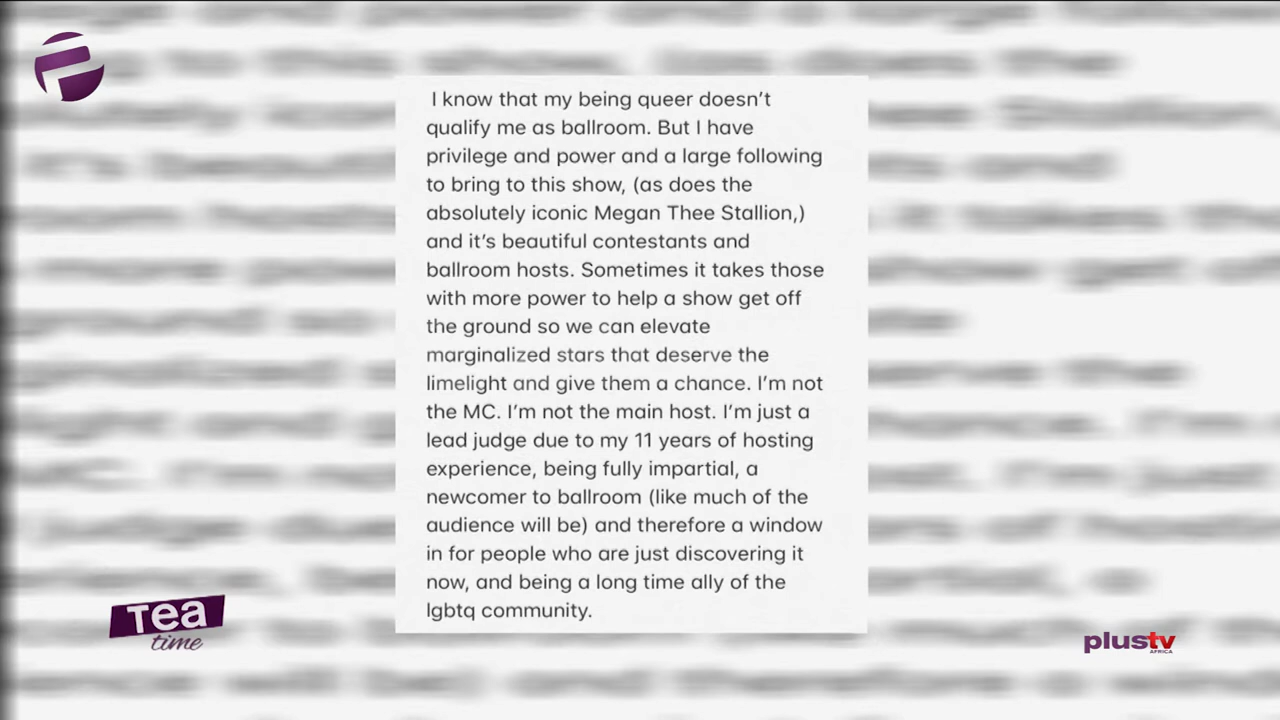 I know that my being queer doesn’t
qualify me as ballroom. But I have
privilege and power and a large following
to bring to this show, (as does the
absolutely iconic Megan Thee Stallion,)
and it’s beautiful contestants and
ballroom hosts. Sometimes it takes those
with more power to help a show get off
the ground so we can elevate
marginalized stars that deserve the
limelight and give them a chance. I’m not
the MC. I’m not the main host. I’m just a
lead judge due to my 11 years of hosting
experience, being fully impartial, a
newcomer to ballroom (like much of the
audience will be) and therefore a window
in for people who are just discovering it
now, and being a long time ally of the
lgbtq community.
Tea
time
plustv
AFRICA